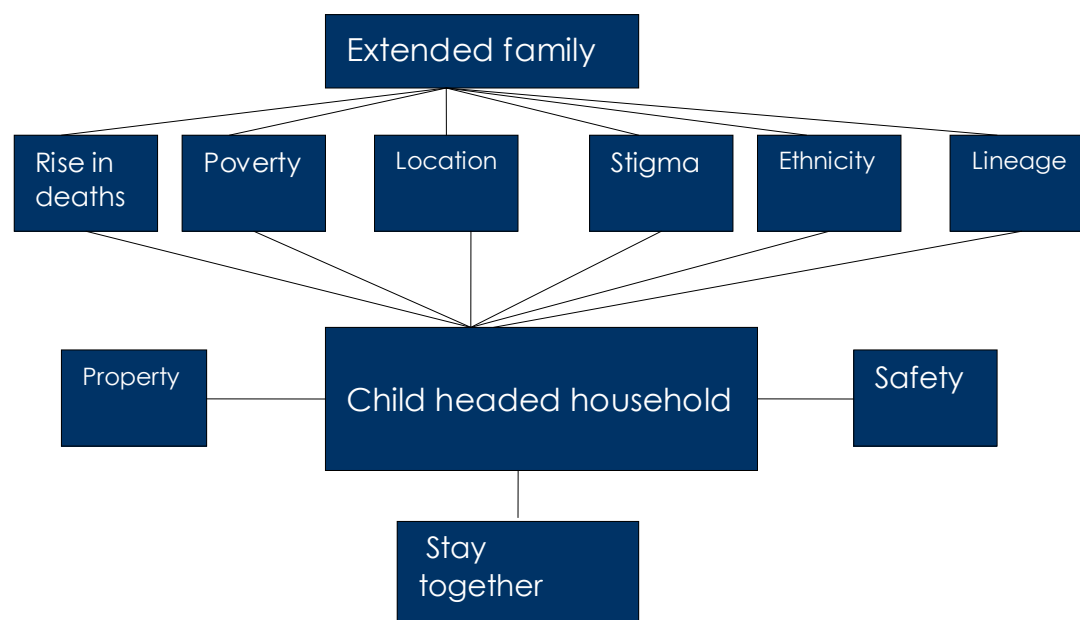 Extended family
Rise in
deaths
Poverty
Location
Stigma
Ethnicity
Lineage
Property
Child headed household
Safety
Stay
together